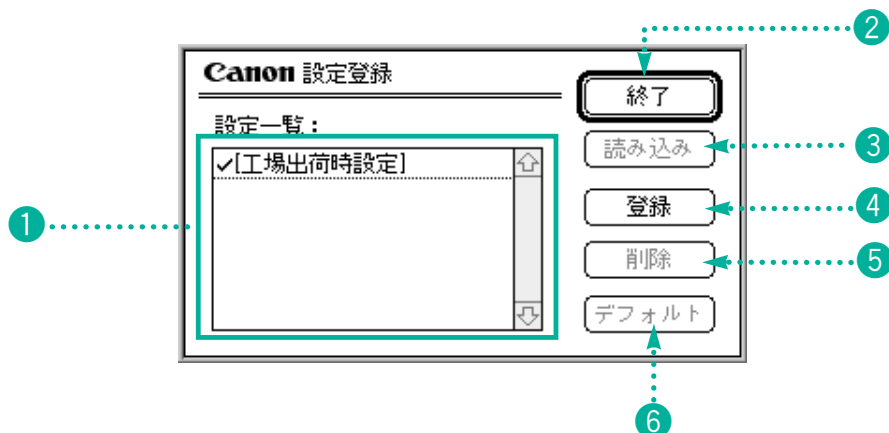 Canon 設定登録
設定一覧：
✓[工場出荷時設定]
終了
読み込み
登録
削除
デフォルト
1
2
3
4
5
6